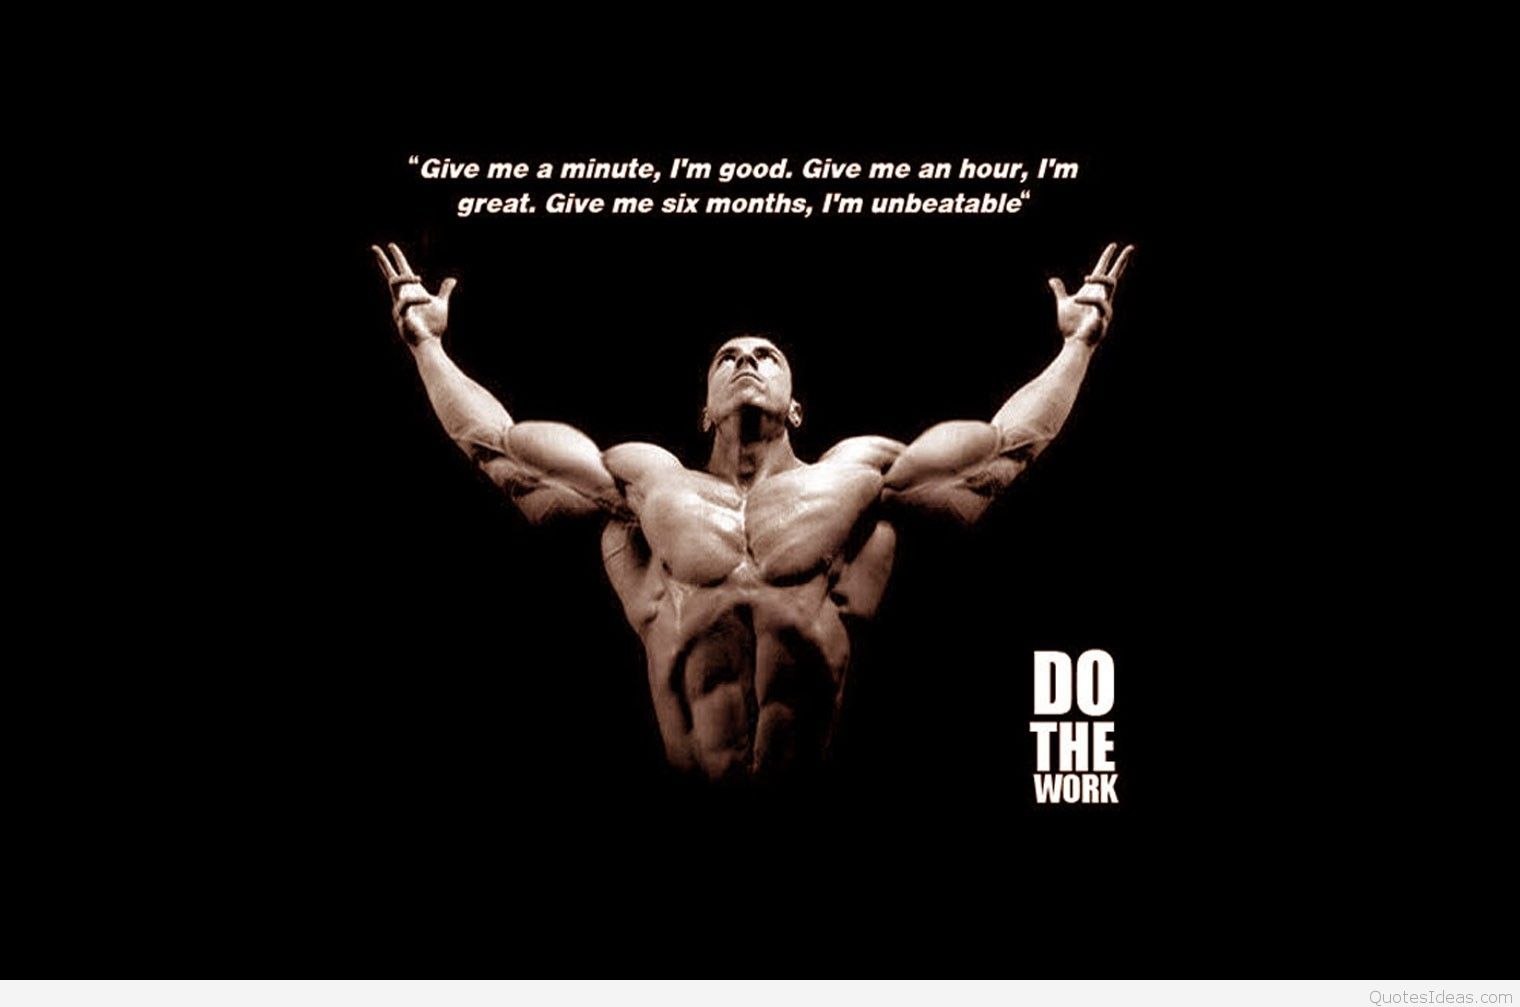 “Give me a minute, I'm good. Give me an hour, I'm
great. Give me six months, I'm unbeatable“
DO
THE
WORK
QuotesIdeas.com